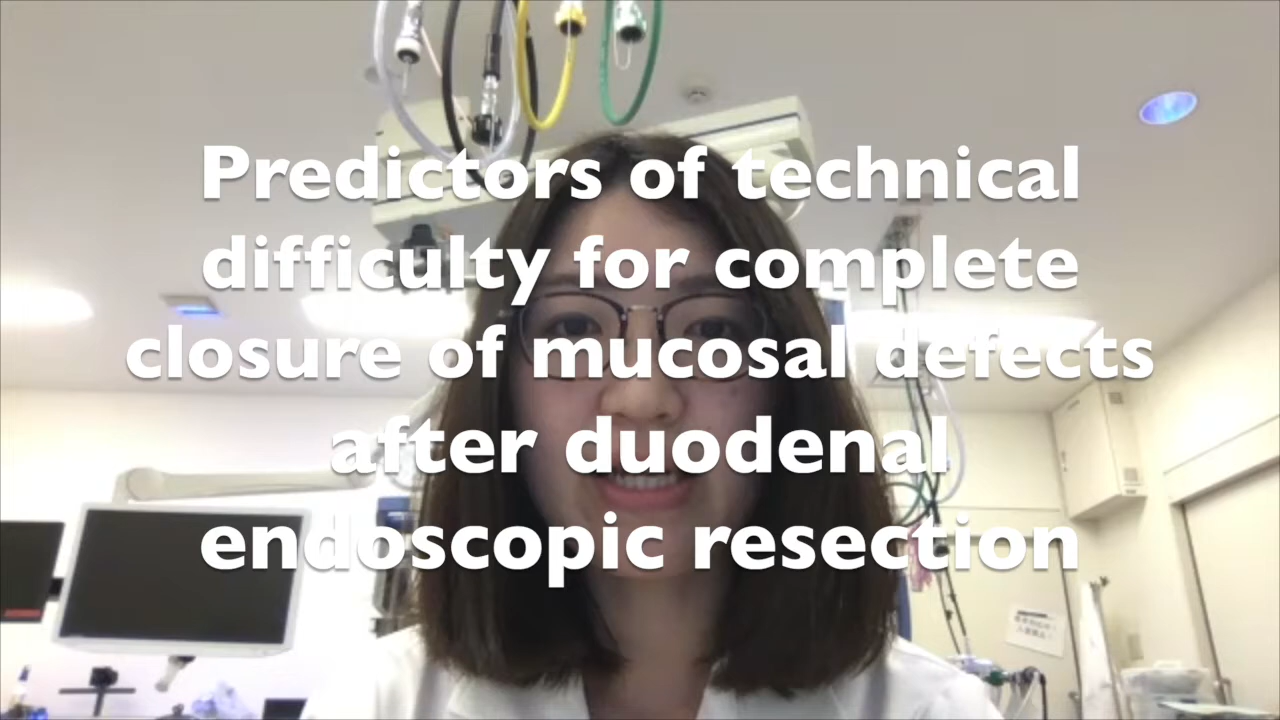 Predictors of technical
difficulty for complete
closure of mucosal defects
after duodenal
endoscopic resection